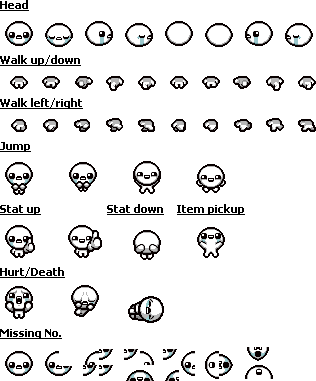 Head
Walk up/down
Walk left/right
Jump
Stat up Stat down Item pickup
Hurt/Death
Missing No.